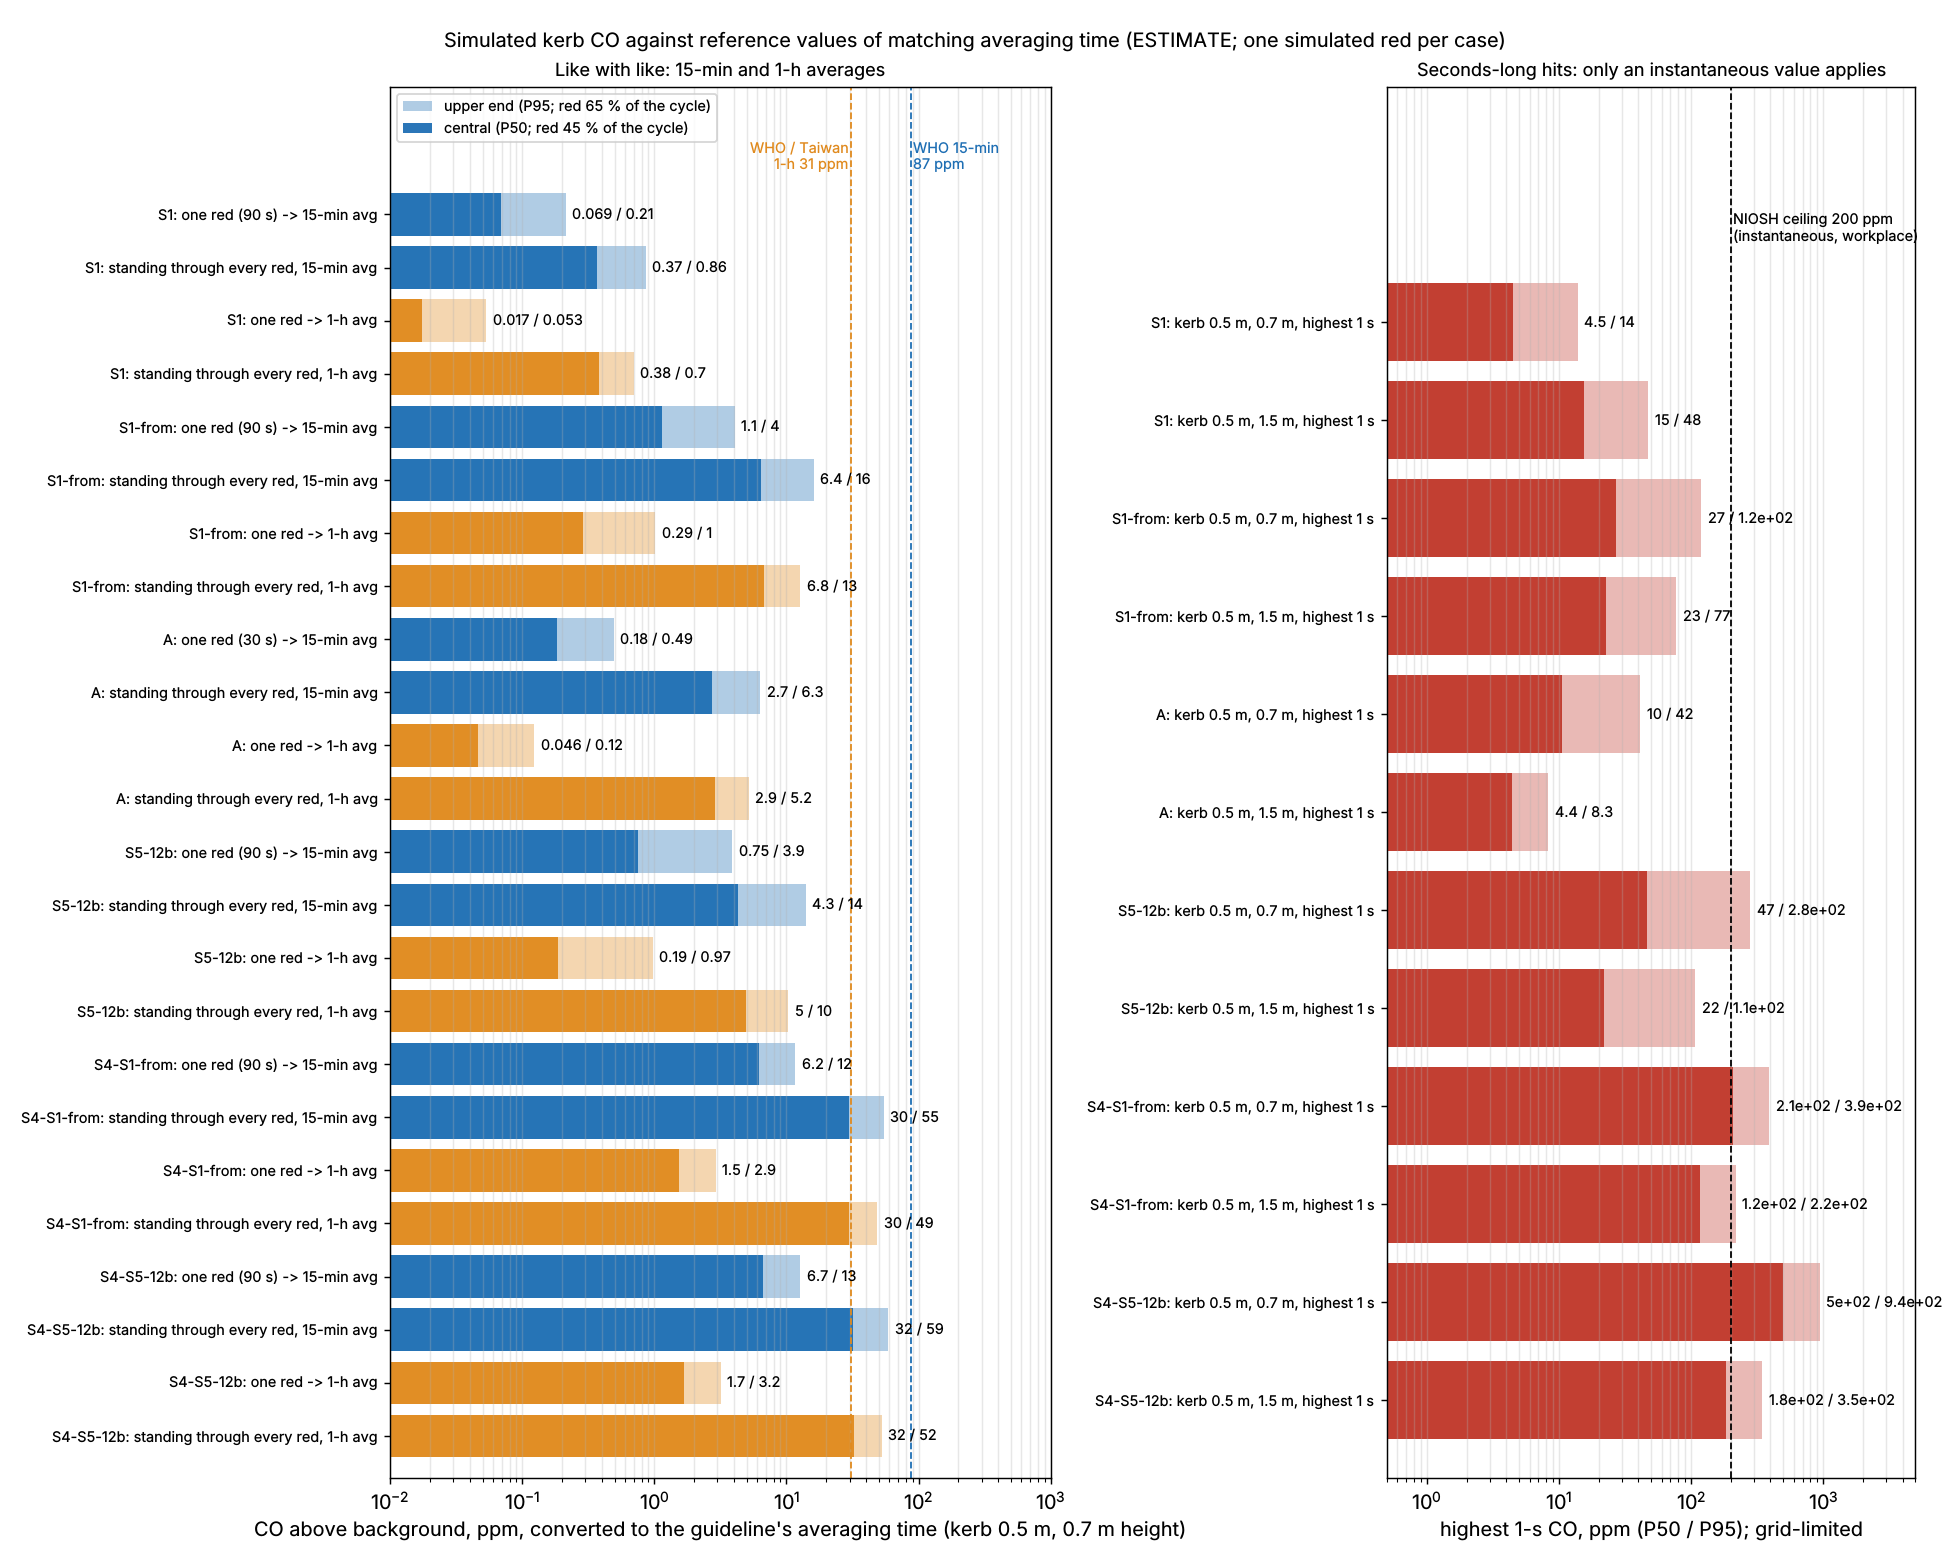 Simulated kerb CO against reference values of matching averaging time (ESTIMATE; one simulated red per case)
Like with like: 15-min and 1-h averages
upper end (P95; red 65 % of the cycle)
central (P50; red 45 % of the cycle)
WHO / Taiwan
1-h 31 ppm
WHO 15-min
87 ppm
S1: one red (90 s) -> 15-min avg
0.069 / 0.21
S1: standing through every red, 15-min avg
0.37 / 0.86
S1: one red -> 1-h avg
0.017 / 0.053
S1: standing through every red, 1-h avg
0.38 / 0.7
S1-from: one red (90 s) -> 15-min avg
1.1 / 4
S1-from: standing through every red, 15-min avg
6.4 / 16
S1-from: one red -> 1-h avg
0.29 / 1
S1-from: standing through every red, 1-h avg
6.8 / 13
A: one red (30 s) -> 15-min avg
0.18 / 0.49
A: standing through every red, 15-min avg
2.7 / 6.3
A: one red -> 1-h avg
0.046 / 0.12
A: standing through every red, 1-h avg
2.9 / 5.2
S5-12b: one red (90 s) -> 15-min avg
0.75 / 3.9
S5-12b: standing through every red, 15-min avg
4.3 / 14
S5-12b: one red -> 1-h avg
0.19 / 0.97
S5-12b: standing through every red, 1-h avg
5 / 10
S4-S1-from: one red (90 s) -> 15-min avg
6.2 / 12
S4-S1-from: standing through every red, 15-min avg
30 / 55
S4-S1-from: one red -> 1-h avg
1.5 / 2.9
S4-S1-from: standing through every red, 1-h avg
30 / 49
S4-S5-12b: one red (90 s) -> 15-min avg
6.7 / 13
S4-S5-12b: standing through every red, 15-min avg
32 / 59
S4-S5-12b: one red -> 1-h avg
1.7 / 3.2
S4-S5-12b: standing through every red, 1-h avg
32 / 52
10⁻² 10⁻¹ 10⁰ 10¹ 10² 10³
CO above background, ppm, converted to the guideline's averaging time (kerb 0.5 m, 0.7 m height)
Seconds-long hits: only an instantaneous value applies
NIOSH ceiling 200 ppm
(instantaneous, workplace)
S1: kerb 0.5 m, 0.7 m, highest 1 s
4.5 / 14
S1: kerb 0.5 m, 1.5 m, highest 1 s
15 / 48
S1-from: kerb 0.5 m, 0.7 m, highest 1 s
27 / 1.2e+02
S1-from: kerb 0.5 m, 1.5 m, highest 1 s
23 / 77
A: kerb 0.5 m, 0.7 m, highest 1 s
10 / 42
A: kerb 0.5 m, 1.5 m, highest 1 s
4.4 / 8.3
S5-12b: kerb 0.5 m, 0.7 m, highest 1 s
47 / 2.8e+02
S5-12b: kerb 0.5 m, 1.5 m, highest 1 s
22 / 1.1e+02
S4-S1-from: kerb 0.5 m, 0.7 m, highest 1 s
2.1e+02 / 3.9e+02
S4-S1-from: kerb 0.5 m, 1.5 m, highest 1 s
1.2e+02 / 2.2e+02
S4-S5-12b: kerb 0.5 m, 0.7 m, highest 1 s
5e+02 / 9.4e+02
S4-S5-12b: kerb 0.5 m, 1.5 m, highest 1 s
1.8e+02 / 3.5e+02
10⁰ 10¹ 10² 10³
highest 1-s CO, ppm (P50 / P95); grid-limited